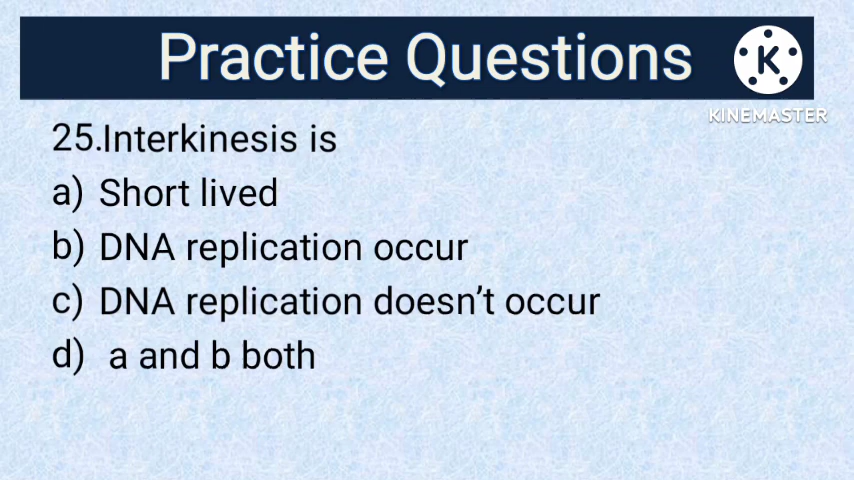 Practice Questions
K
KINEMASTER
25.Interkinesis is
a) Short lived
b) DNA replication occur
c) DNA replication doesn’t occur
d) a and b both